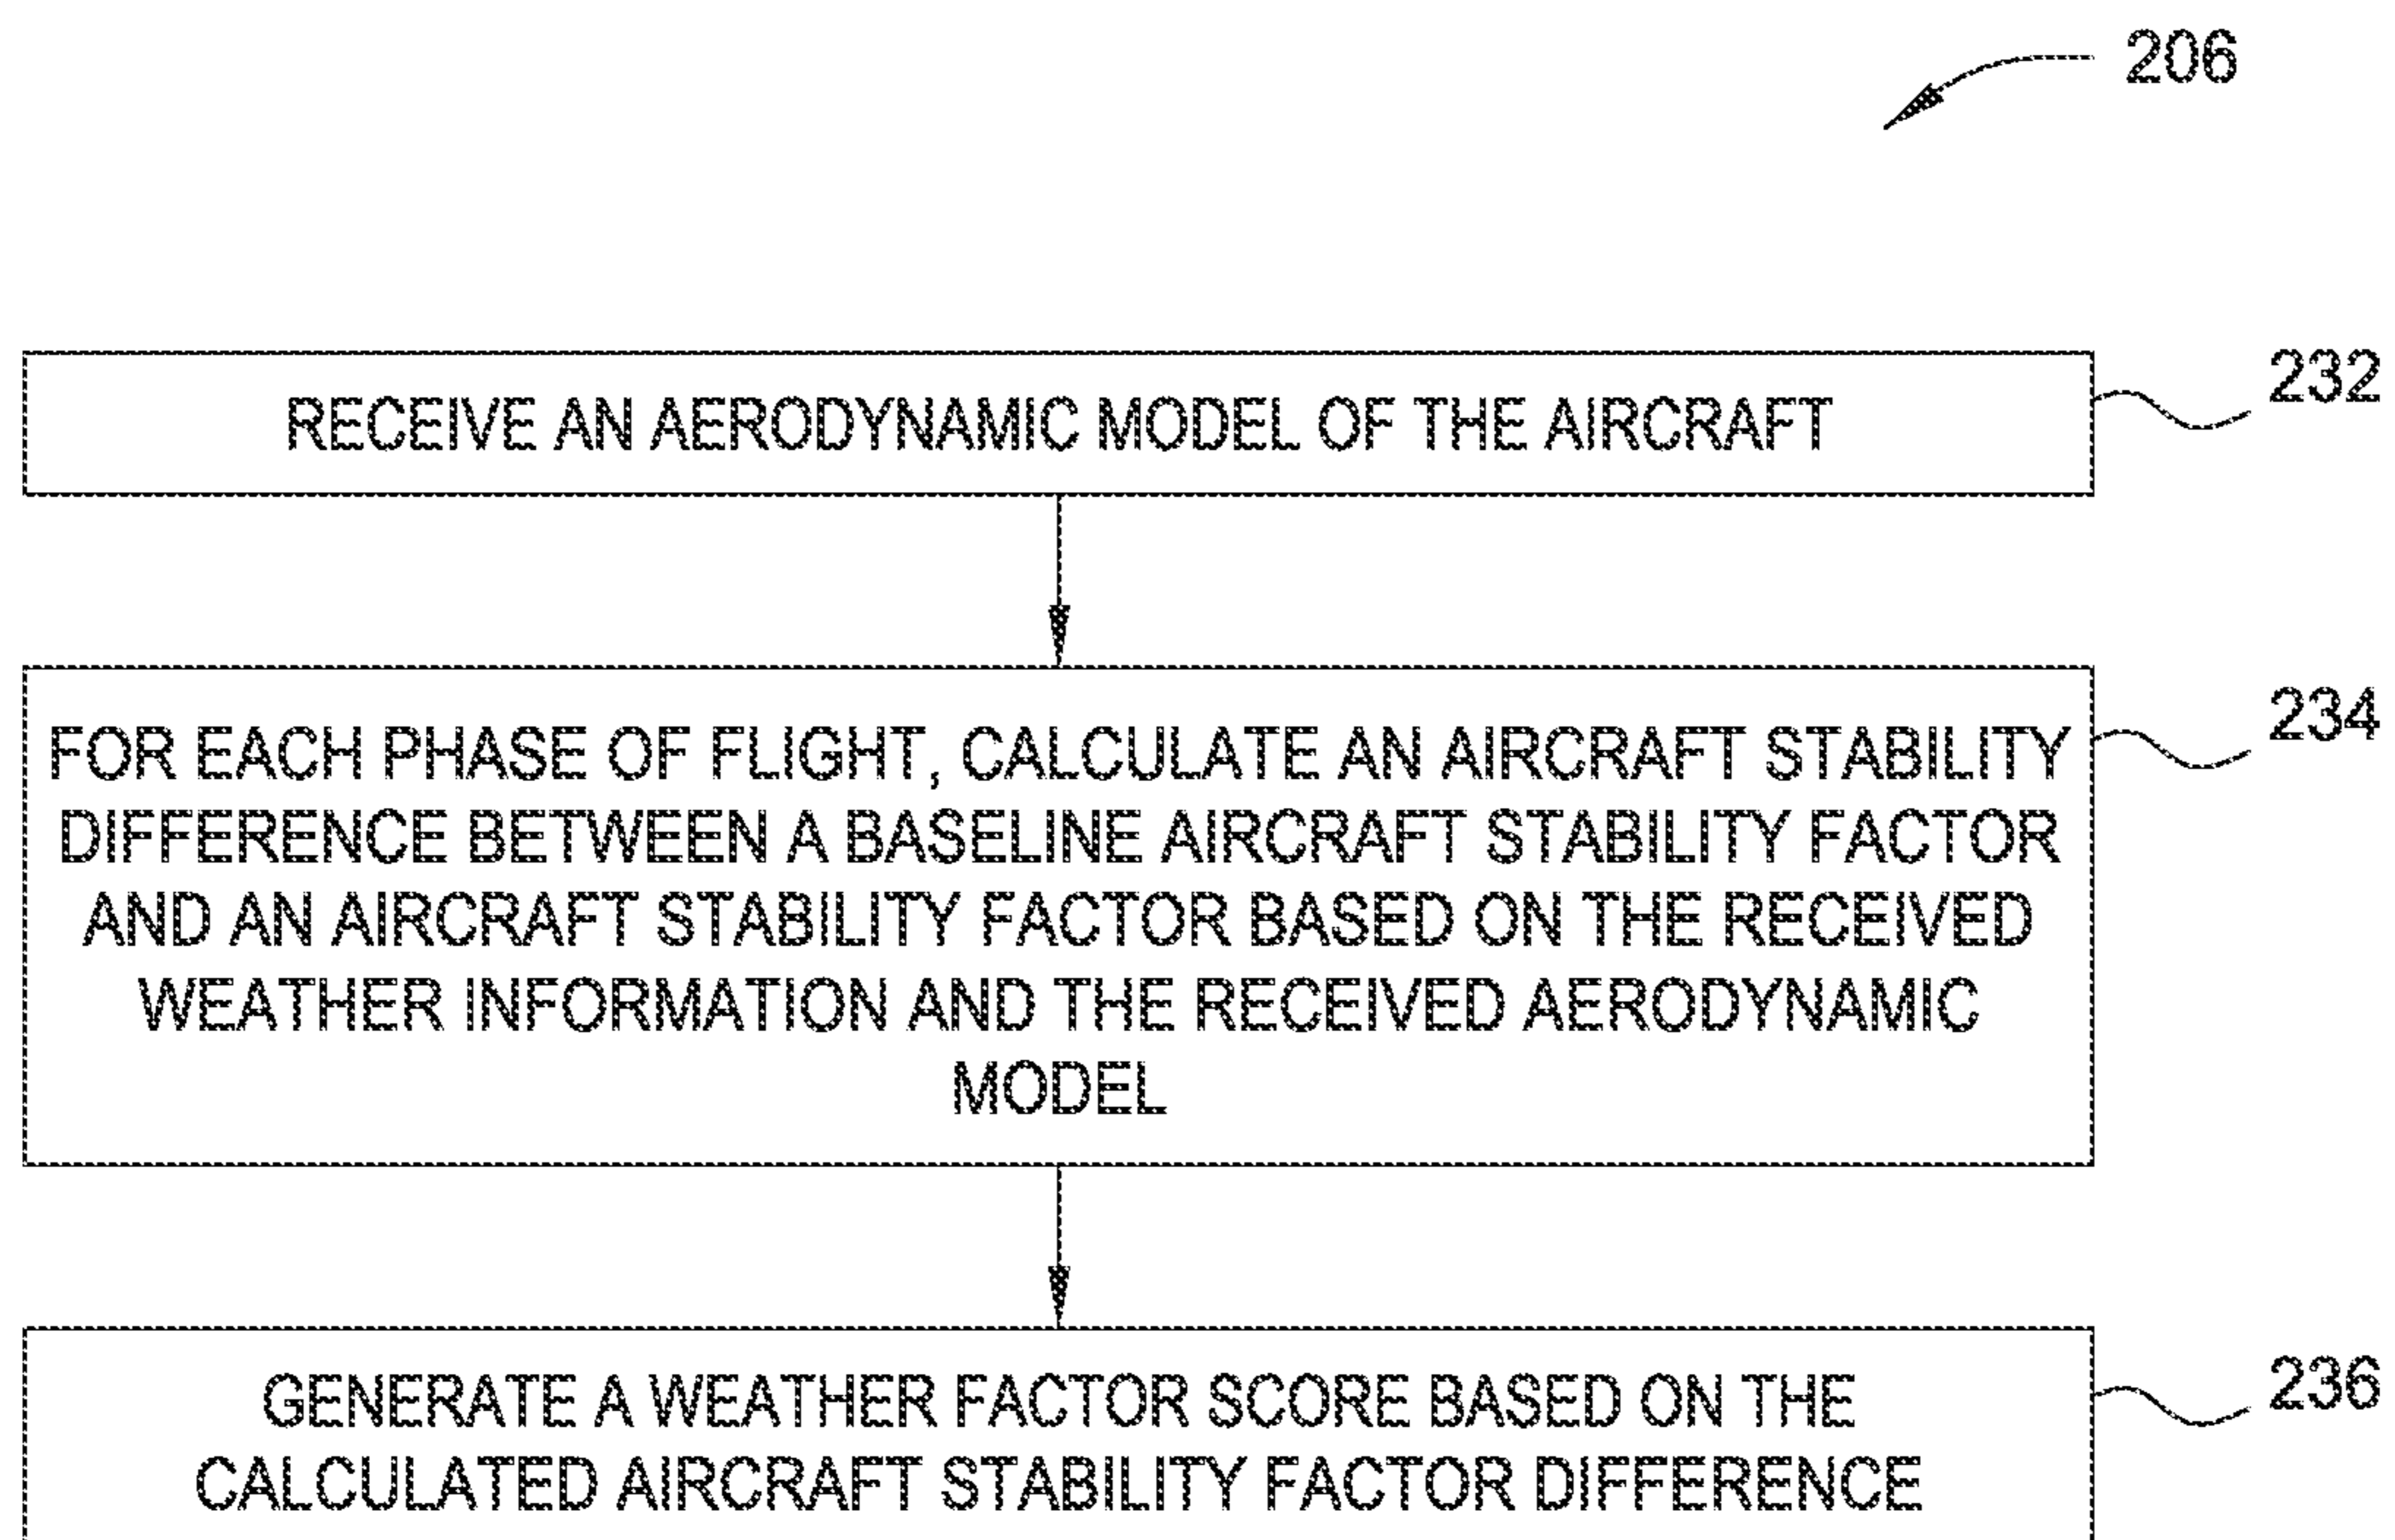 206
RECEIVE AN AERODYNAMIC MODEL OF THE AIRCRAFT
232
FOR EACH PHASE OF FLIGHT, CALCULATE AN AIRCRAFT STABILITY
DIFFERENCE BETWEEN A BASELINE AIRCRAFT STABILITY FACTOR
AND AN AIRCRAFT STABILITY FACTOR BASED ON THE RECEIVED
WEATHER INFORMATION AND THE RECEIVED AERODYNAMIC
MODEL
234
GENERATE A WEATHER FACTOR SCORE BASED ON THE
CALCULATED AIRCRAFT STABILITY FACTOR DIFFERENCE
236